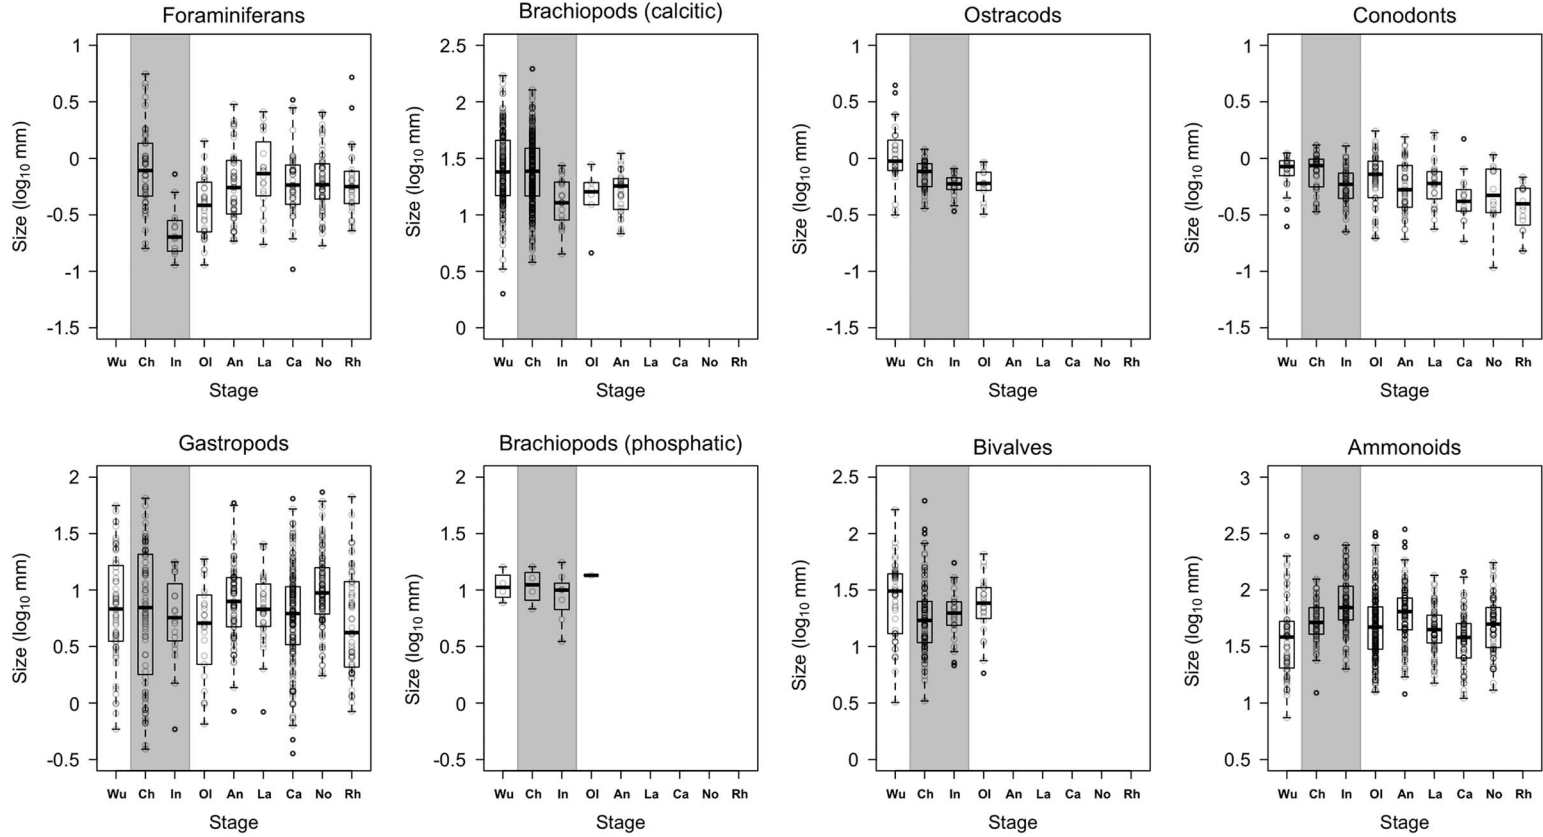 Foraminiferans
Size (log10 mm)
1
0.5
0
-0.5
-1
-1.5
Wu Ch In Ol An La Ca No Rh
Stage
Brachiopods (calcitic)
Size (log10 mm)
2.5
2
1.5
1
0.5
0
Wu Ch In Ol An La Ca No Rh
Stage
Ostracods
Size (log10 mm)
1
0.5
0
-0.5
-1
-1.5
Wu Ch In Ol An La Ca No Rh
Stage
Conodonts
Size (log10 mm)
1
0.5
0
-0.5
-1
-1.5
Wu Ch In Ol An La Ca No Rh
Stage
Gastropods
Size (log10 mm)
2
1.5
1
0.5
0
-0.5
Wu Ch In Ol An La Ca No Rh
Stage
Brachiopods (phosphatic)
Size (log10 mm)
2
1.5
1
0.5
0
-0.5
Wu Ch In Ol An La Ca No Rh
Stage
Bivalves
Size (log10 mm)
2.5
2
1.5
1
0.5
0
Wu Ch In Ol An La Ca No Rh
Stage
Ammonoids
Size (log10 mm)
3
2.5
2
1.5
1
0.5
Wu Ch In Ol An La Ca No Rh
Stage